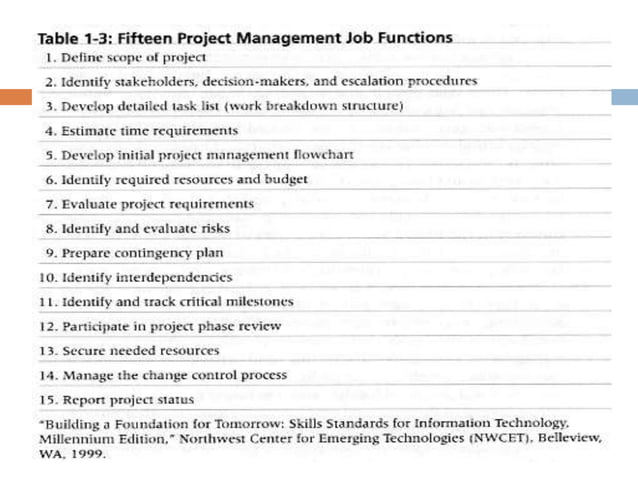 Table 1-3: Fifteen Project Management Job Functions
1. Define scope of project
2. Identify stakeholders, decision-makers, and escalation procedures
3. Develop detailed task list (work breakdown structure)
4. Estimate time requirements
5. Develop initial project management flowchart
6. Identify required resources and budget
7. Evaluate project requirements
8. Identify and evaluate risks
9. Prepare contingency plan
10. Identify interdependencies
11. Identify and track critical milestones
12. Participate in project phase review
13. Secure needed resources
14. Manage the change control process
15. Report project status
"Building a Foundation for Tomorrow: Skills Standards for Information Technology,
Millennium Edition," Northwest Center for Emerging Technologies (NWCET), Belleview,
WA, 1999.